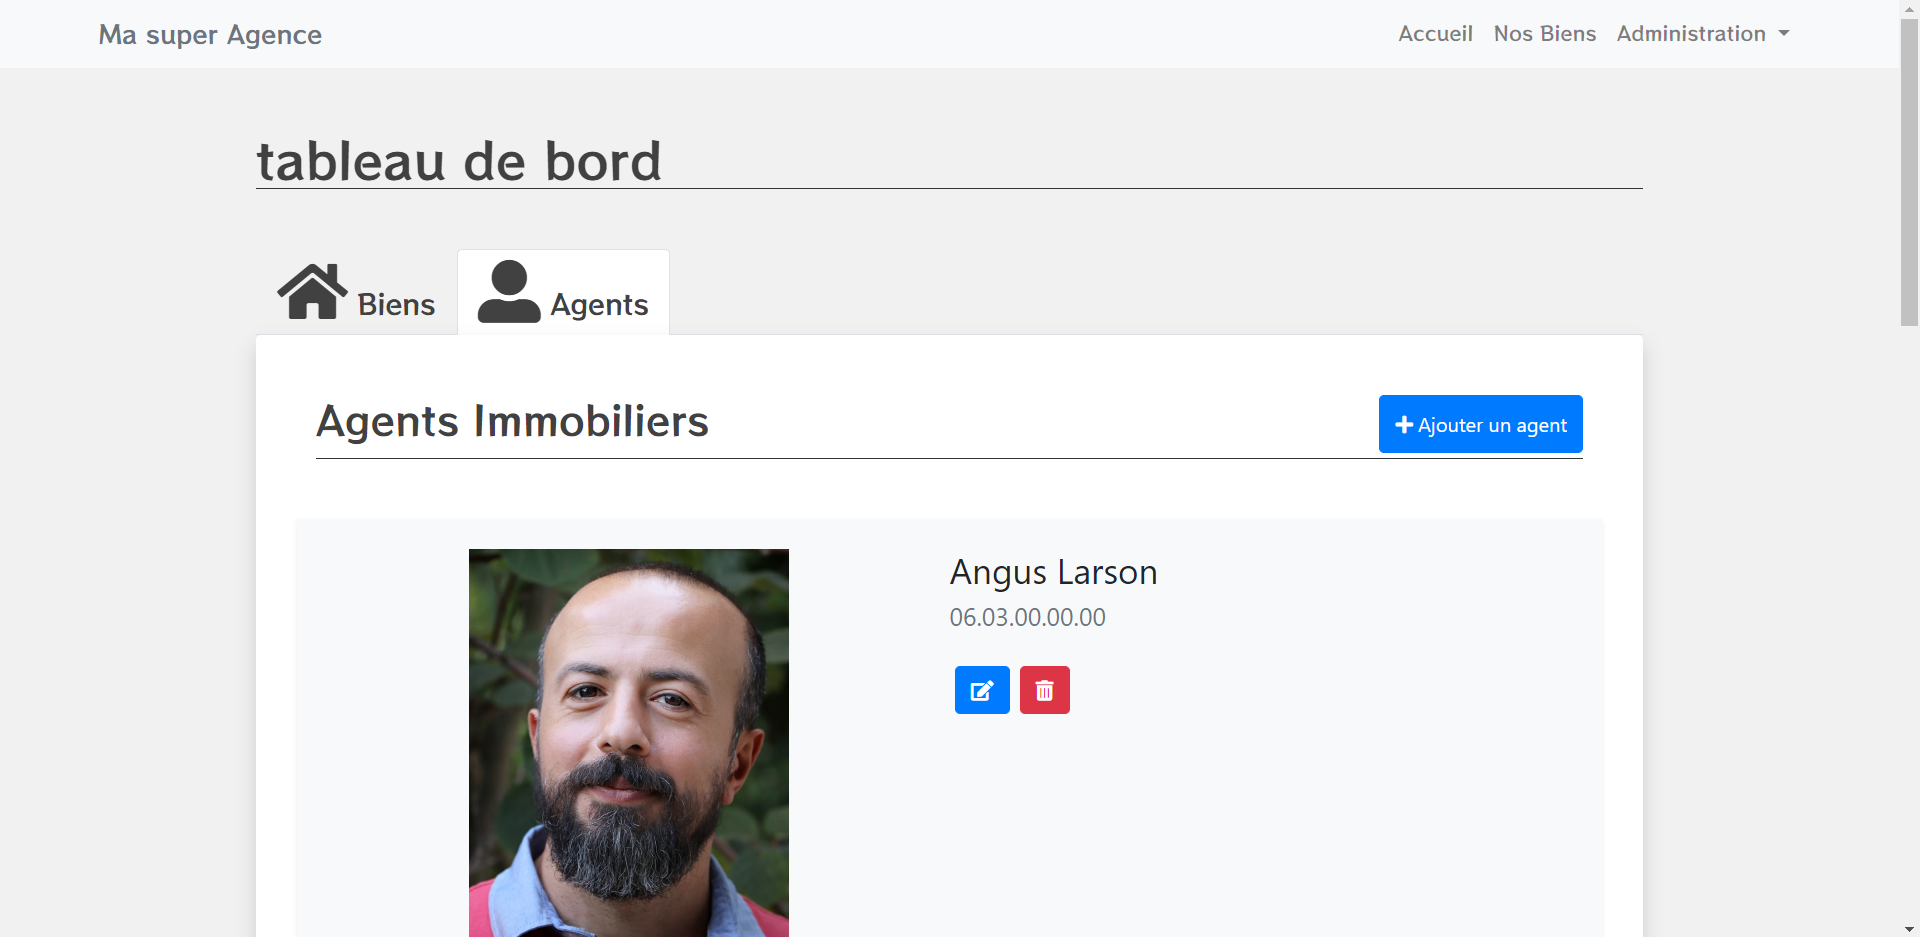 Ma super Agence
Accueil Nos Biens Administration
tableau de bord
Biens Agents
Agents Immobiliers
Ajouter un agent
Angus Larson
06.03.00.00.00